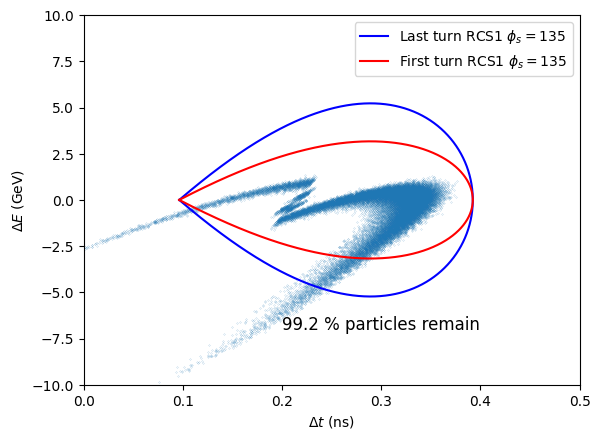 10.0
7.5
5.0
2.5
0.0
−2.5
−5.0
−7.5
−10.0
ΔE (GeV)
Last turn RCS1 ϕₛ = 135
First turn RCS1 ϕₛ = 135
99.2 % particles remain
0.0 0.1 0.2 0.3 0.4 0.5
Δt (ns)